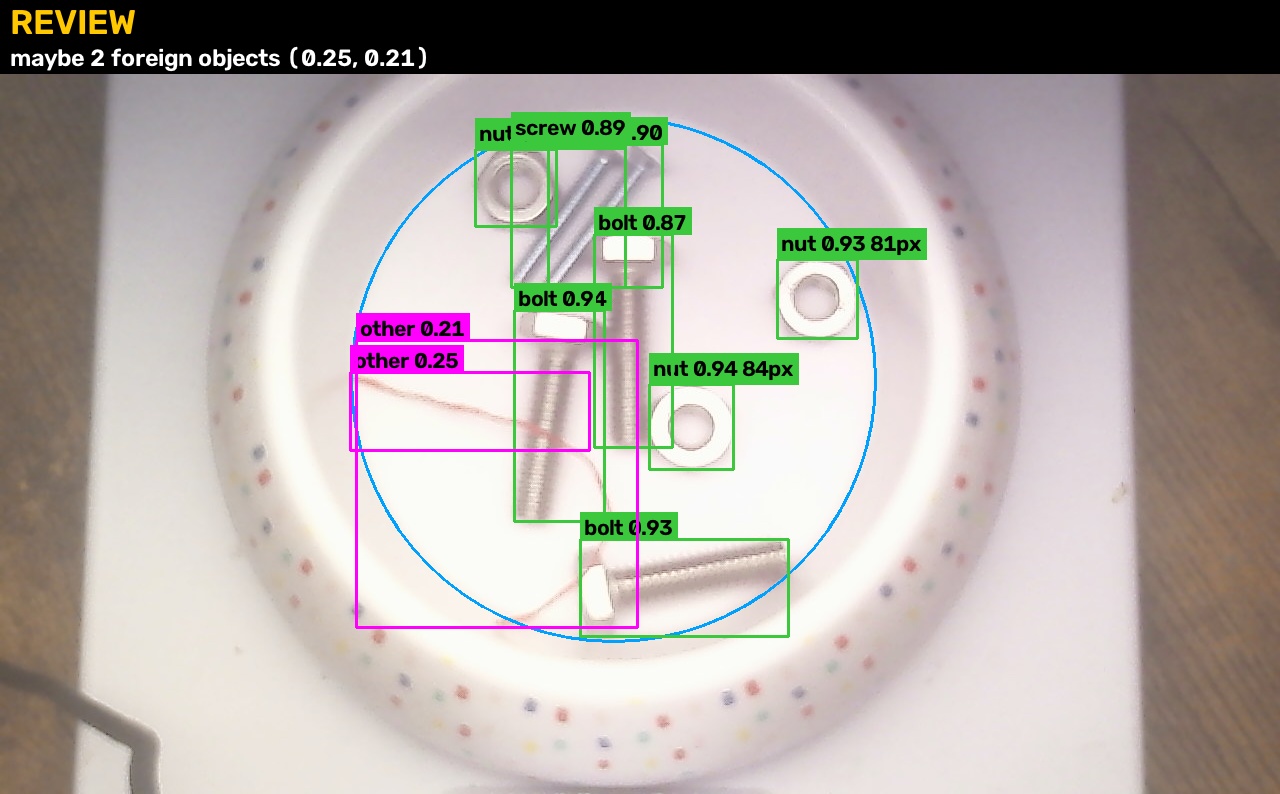 REVIEW
maybe 2 foreign objects (0.25, 0.21)
nut
screw 0.89
.90
bolt 0.87
nut 0.93 81px
bolt 0.94
other 0.21
other 0.25
nut 0.94 84px
bolt 0.93